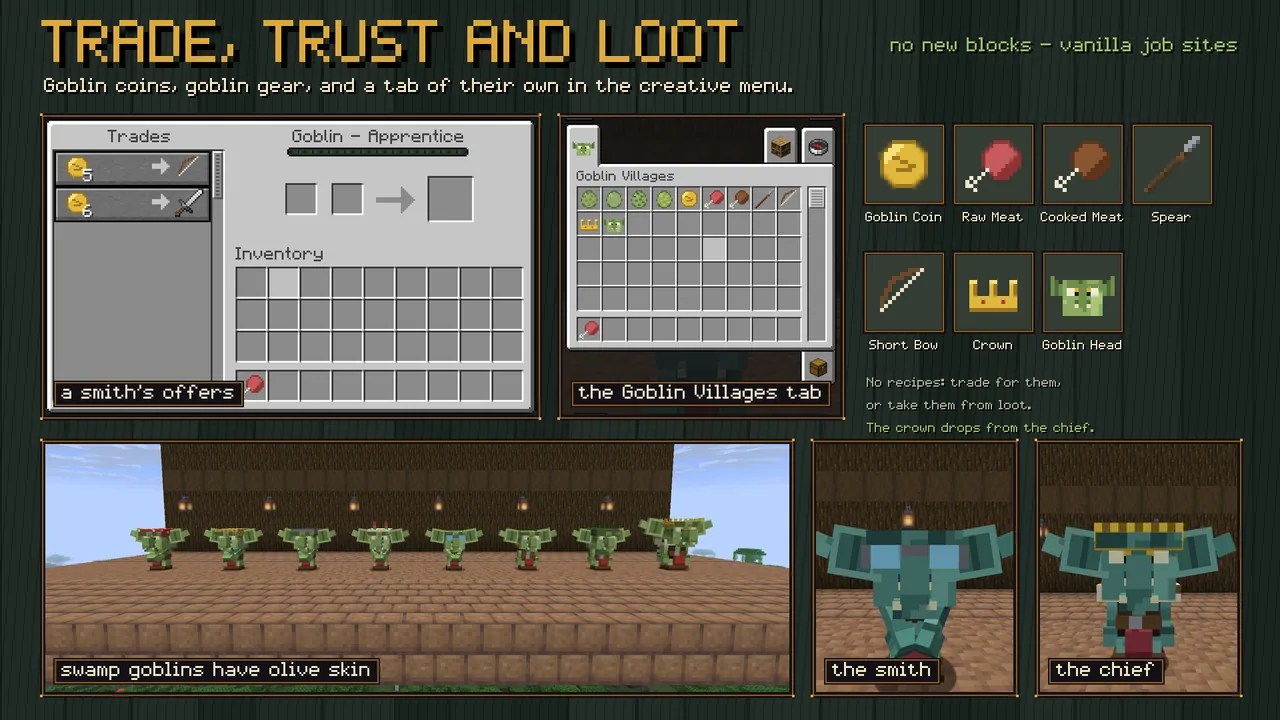 TRADE, TRUST AND LOOT
no new blocks – vanilla job sites
Goblin coins, goblin gear, and a tab of their own in the creative menu.
Trades
Goblin – Apprentice
5
6
Inventory
a smith's offers
Goblin Villages
the Goblin Villages tab
Goblin Coin
Raw Meat
Cooked Meat
Spear
Short Bow
Crown
Goblin Head
No recipes: trade for them,
or take them from loot.
The crown drops from the chief.
swamp goblins have olive skin
the smith
the chief